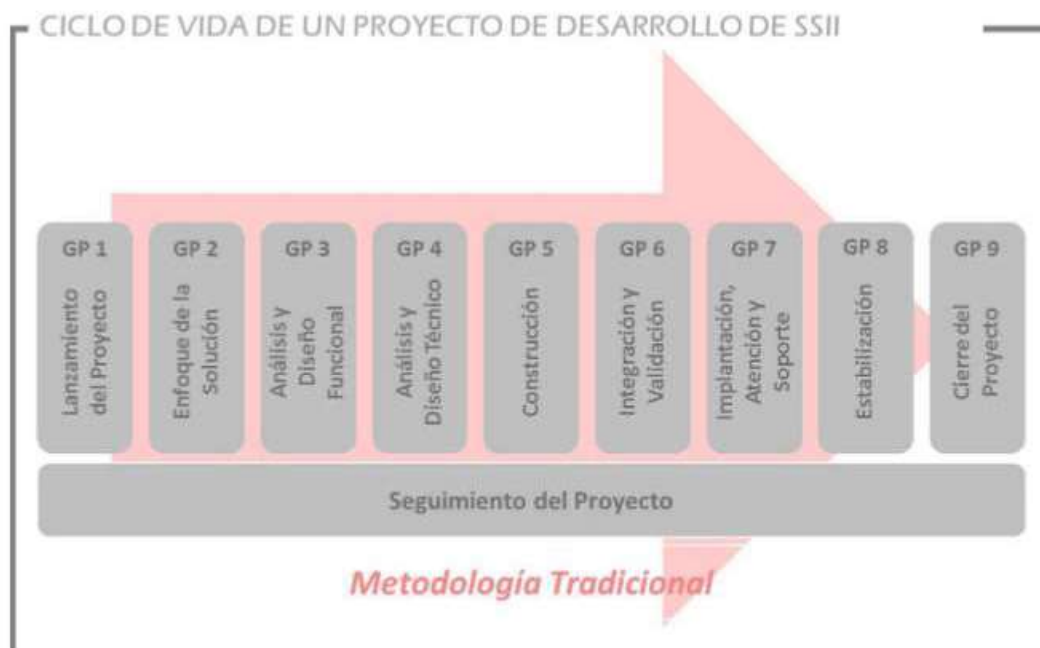 CICLO DE VIDA DE UN PROYECTO DE DESARROLLO DE SSII
GP 1
Lanzamiento
del Proyecto
GP 2
Enfoque de la
Solución
GP 3
Análisis y
Diseño
Funcional
GP 4
Análisis y
Diseño Técnico
GP 5
Construcción
GP 6
Integración y
Validación
GP 7
Implantación,
Atención y
Soporte
GP 8
Estabilización
GP 9
Cierre del
Proyecto
Seguimiento del Proyecto
Metodología Tradicional